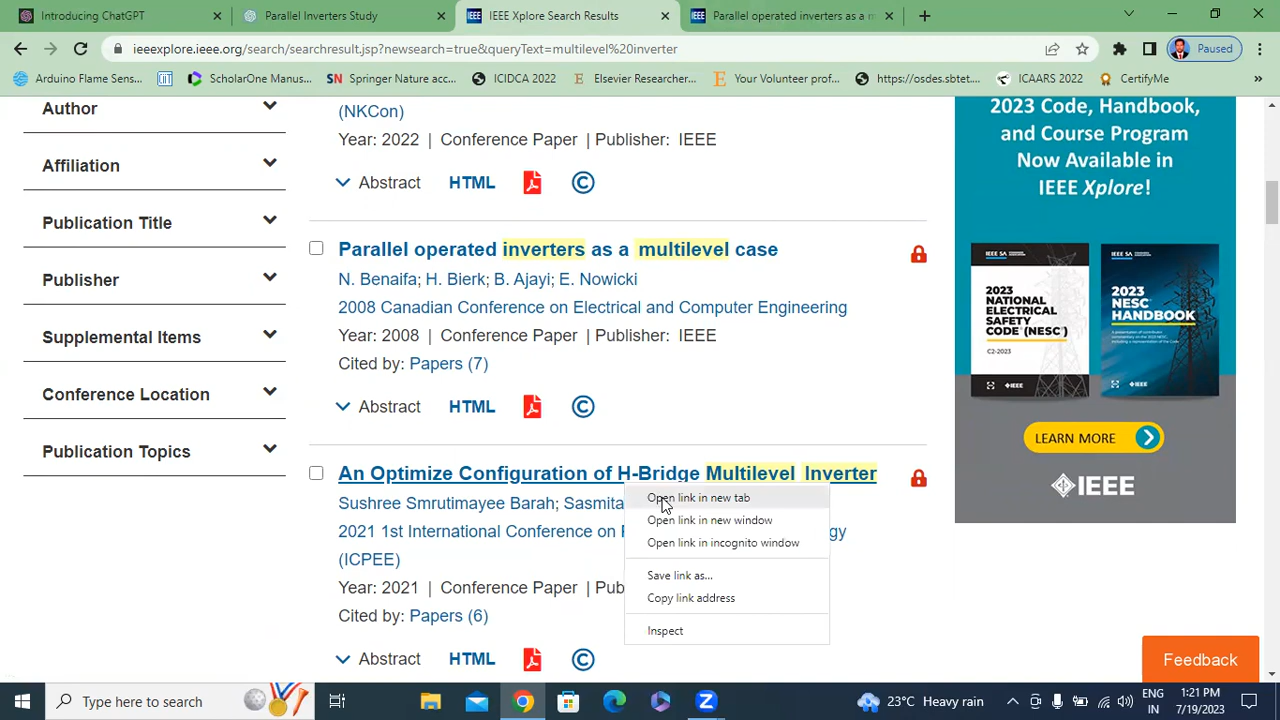 Introducing ChatGPT
Parallel Inverters Study
IEEE Xplore Search Results
Parallel operated inverters as a m
ieeexplore.ieee.org/search/searchresult.jsp?newsearch=true&queryText=multilevel%20inverter
Paused
Arduino Flame Sens...
ScholarOne Manus...
SN Springer Nature acc...
ICIDCA 2022
E Elsevier Researcher...
E Your Volunteer prof...
https://osdes.sbtet....
ICAARS 2022
CertifyMe
»
Author
Affiliation
Publication Title
Publisher
Supplemental Items
Conference Location
Publication Topics
(NKCon)
Year: 2022 | Conference Paper | Publisher: IEEE
Abstract HTML
Parallel operated inverters as a multilevel case
N. Benaifa; H. Bierk; B. Ajayi; E. Nowicki
2008 Canadian Conference on Electrical and Computer Engineering
Year: 2008 | Conference Paper | Publisher: IEEE
Cited by: Papers (7)
Abstract HTML
An Optimize Configuration of H-Bridge Multilevel Inverter
Sushree Smrutimayee Barah; Sasmita
2021 1st International Conference on
(ICPEE)
Year: 2021 | Conference Paper | Pub
Cited by: Papers (6)
Abstract HTML
Open link in new tab
Open link in new window
Open link in incognito window
Save link as...
Copy link address
Inspect
2023 Code, Handbook,
and Course Program
Now Available in
IEEE Xplore!
IEEE SA
2023
NATIONAL
ELECTRICAL
SAFETY
CODE (NESC®)
C2-2023
IEEE
IEEE SA
2023
NESC
HANDBOOK
IEEE
LEARN MORE
IEEE
Feedback
Type here to search
23°C Heavy rain
ENG
IN
1:21 PM
7/19/2023